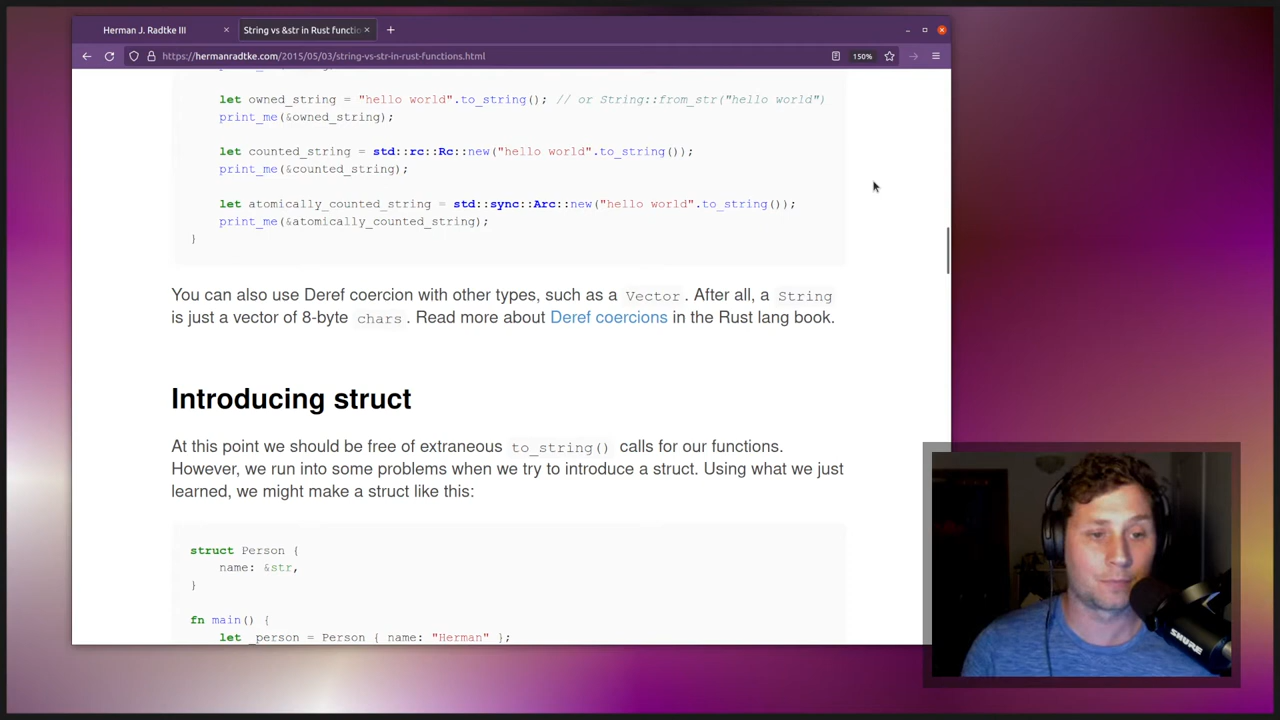 Herman J. Radtke III
String vs &str in Rust functio
https://hermanradtke.com/2015/05/03/string-vs-str-in-rust-functions.html
150%
let owned_string = "hello world".to_string(); // or String::from_str("hello world")
print_me(&owned_string);
let counted_string = std::rc::Rc::new("hello world".to_string());
print_me(&counted_string);
let atomically_counted_string = std::sync::Arc::new("hello world".to_string());
print_me(&atomically_counted_string);
}
You can also use Deref coercion with other types, such as a Vector. After all, a String
is just a vector of 8-byte chars. Read more about Deref coercions in the Rust lang book.
Introducing struct
At this point we should be free of extraneous to_string() calls for our functions.
However, we run into some problems when we try to introduce a struct. Using what we just
learned, we might make a struct like this:
struct Person {
name: &str,
}
fn main() {
let _person = Person { name: "Herman" };
SHURE